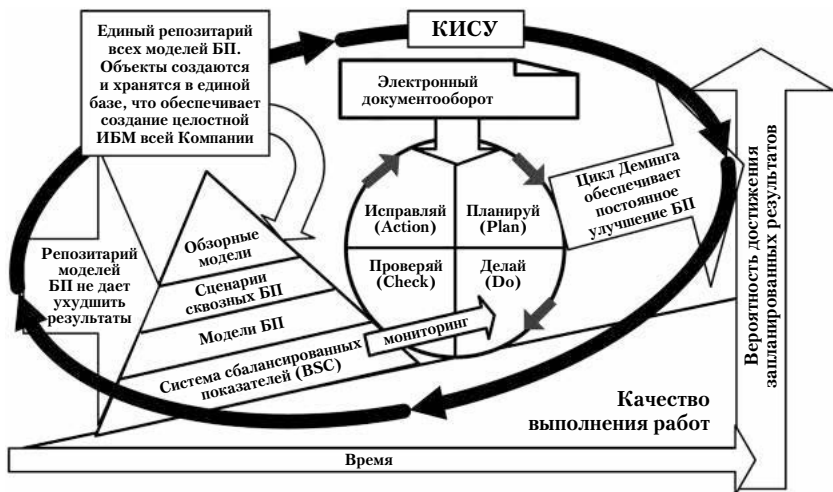 Единый репозитарий
всех моделей БП.
Объекты создаются
и хранятся в единой
базе, что обеспечивает
создание целостной
ИБМ всей Компании
КИСУ
Электронный
документооборот
Исправляй
(Action)
Планируй
(Plan)
Проверяй
(Check)
Делай
(Do)
Цикл Деминга
обеспечивает
постоянное
улучшение БП
Вероятность достижения
запланированных результатов
Репозитарий
моделей
БП не дает
ухудшить
результаты
Обзорные
модели
Сценарии
сквозных БП
Модели БП
Система сбалансированных
показателей (BSC)
мониторинг
Качество
выполнения работ
Время